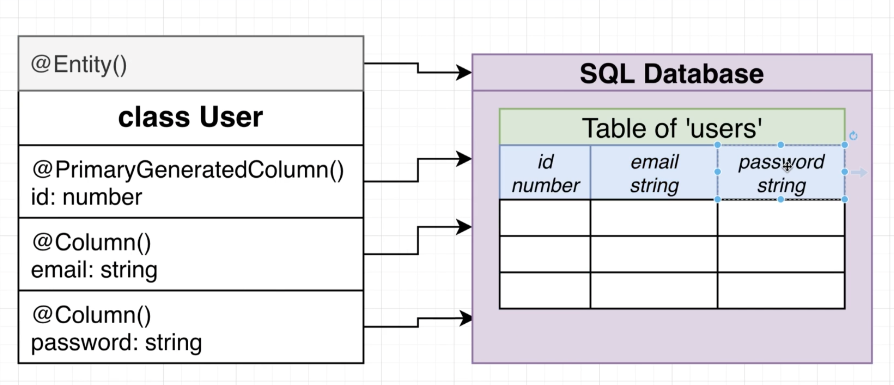 @Entity()
class User
@PrimaryGeneratedColumn()
id: number
@Column()
email: string
@Column()
password: string
SQL Database
Table of 'users'
id
number
email
string
password
string